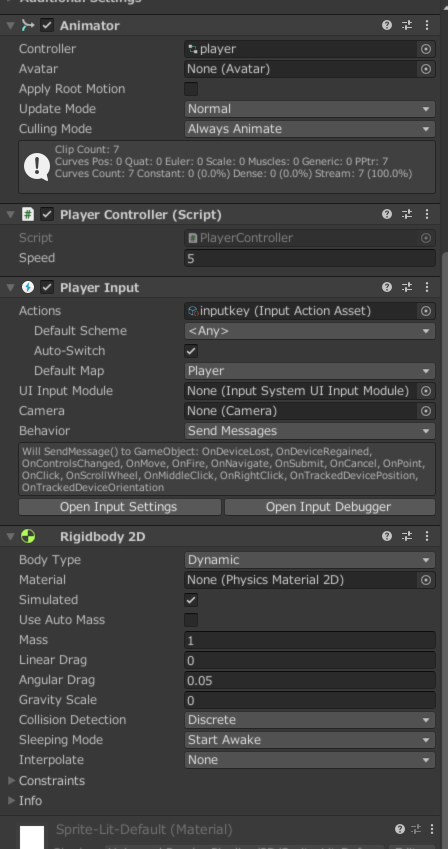 Additional Settings
Animator
Controller player
Avatar None (Avatar)
Apply Root Motion
Update Mode Normal
Culling Mode Always Animate
Clip Count: 7
Curves Pos: 0 Quat: 0 Euler: 0 Scale: 0 Muscles: 0 Generic: 0 PPtr: 7
Curves Count: 7 Constant: 0 (0.0%) Dense: 0 (0.0%) Stream: 7 (100.0%)
# Player Controller (Script)
Script # PlayerController
Speed 5
Player Input
Actions inputkey (Input Action Asset)
Default Scheme <Any>
Auto-Switch
Default Map Player
UI Input Module None (Input System UI Input Module)
Camera None (Camera)
Behavior Send Messages
Will SendMessage() to GameObject: OnDeviceLost, OnDeviceRegained,
OnControlsChanged, OnMove, OnFire, OnNavigate, OnSubmit, OnCancel, OnPoint,
OnClick, OnScrollWheel, OnMiddleClick, OnRightClick, OnTrackedDevicePosition,
OnTrackedDeviceOrientation
Open Input Settings Open Input Debugger
Rigidbody 2D
Body Type Dynamic
Material None (Physics Material 2D)
Simulated
Use Auto Mass
Mass 1
Linear Drag 0
Angular Drag 0.05
Gravity Scale 0
Collision Detection Discrete
Sleeping Mode Start Awake
Interpolate None
Constraints
Info
Sprite-Lit-Default (Material)